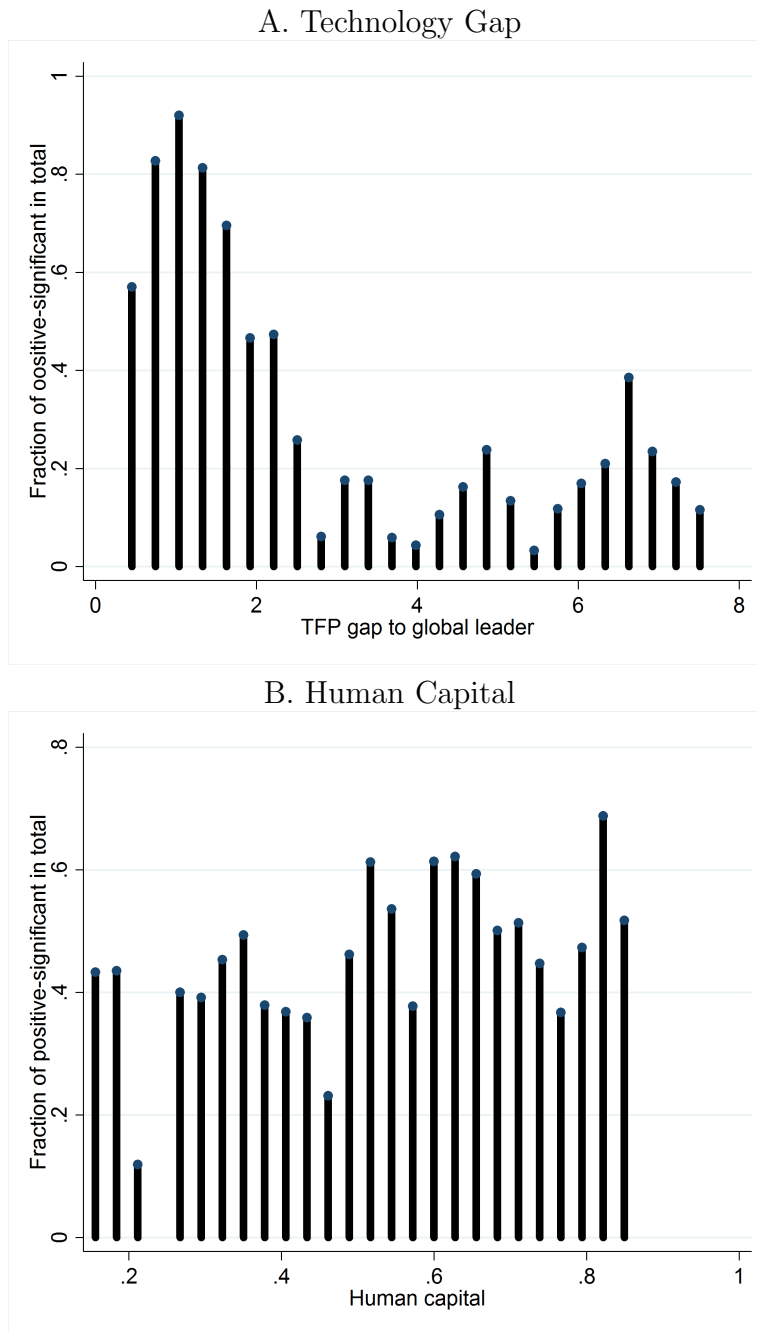 A. Technology Gap
Fraction of oositive-significant in total
1
.8
.6
.4
.2
0
0 2 4 6 8
TFP gap to global leader
B. Human Capital
Fraction of positive-significant in total
.8
.6
.4
.2
0
.2 .4 .6 .8 1
Human capital